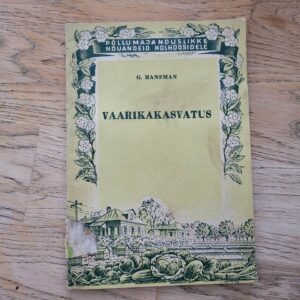 PÕLLUMAJANDUSLIKKE
NÕUANDEID KOLHOOSIDELE
G. HANSMAN
VAARIKAKASVATUS